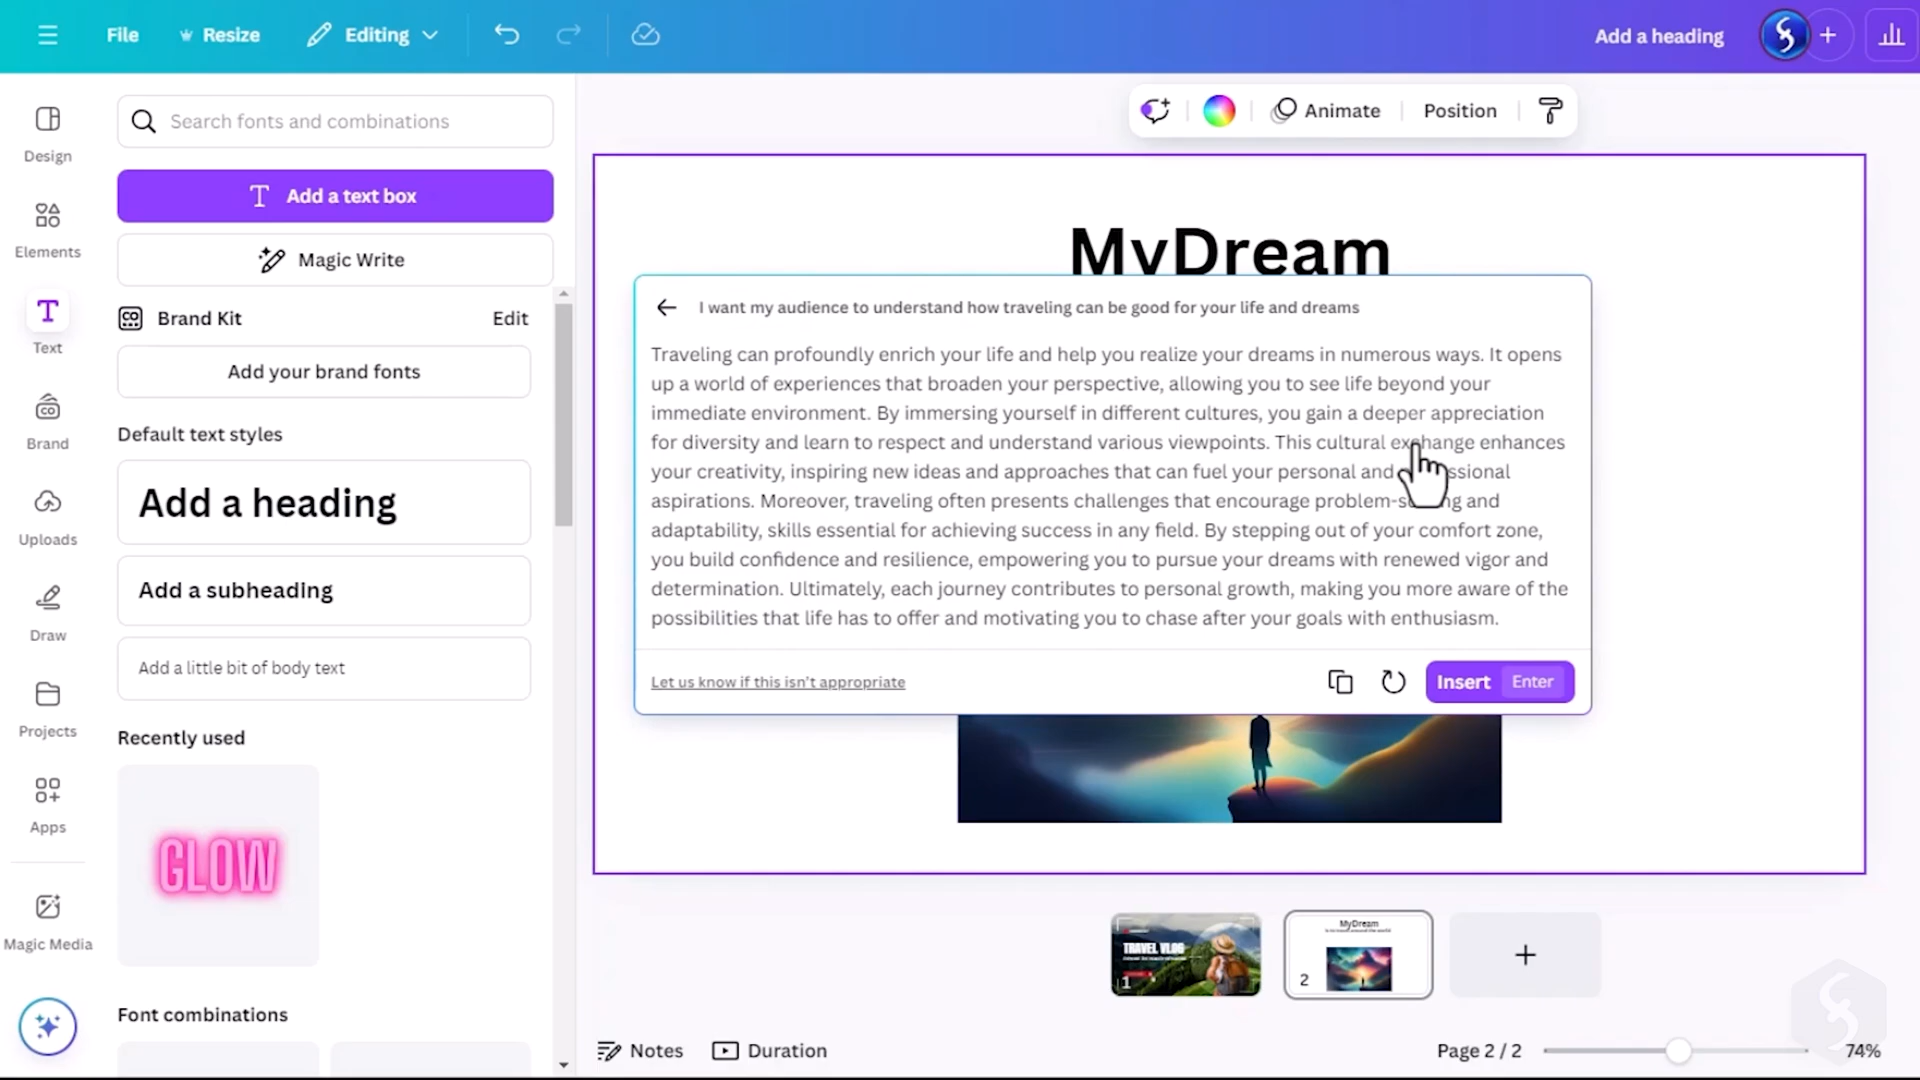 File
Resize
Editing
Add a heading
Design
Elements
Text
Brand
Uploads
Draw
Projects
Apps
Magic Media
Search fonts and combinations
Add a text box
Magic Write
Brand Kit
Edit
Add your brand fonts
Default text styles
Add a heading
Add a subheading
Add a little bit of body text
Recently used
GLOW
Font combinations
Animate
Position
MyDream
I want my audience to understand how traveling can be good for your life and dreams
Traveling can profoundly enrich your life and help you realize your dreams in numerous ways. It opens
up a world of experiences that broaden your perspective, allowing you to see life beyond your
immediate environment. By immersing yourself in different cultures, you gain a deeper appreciation
for diversity and learn to respect and understand various viewpoints. This cultural exchange enhances
your creativity, inspiring new ideas and approaches that can fuel your personal and
aspirations. Moreover, traveling often presents challenges that encourage problem-solving and
adaptability, skills essential for achieving success in any field. By stepping out of your comfort zone,
you build confidence and resilience, empowering you to pursue your dreams with renewed vigor and
determination. Ultimately, each journey contributes to personal growth, making you more aware of the
possibilities that life has to offer and motivating you to chase after your goals with enthusiasm.
Let us know if this isn't appropriate
Insert Enter
TRAVEL VLOG
1
MyDream
2
Notes
Duration
Page 2 / 2
74%